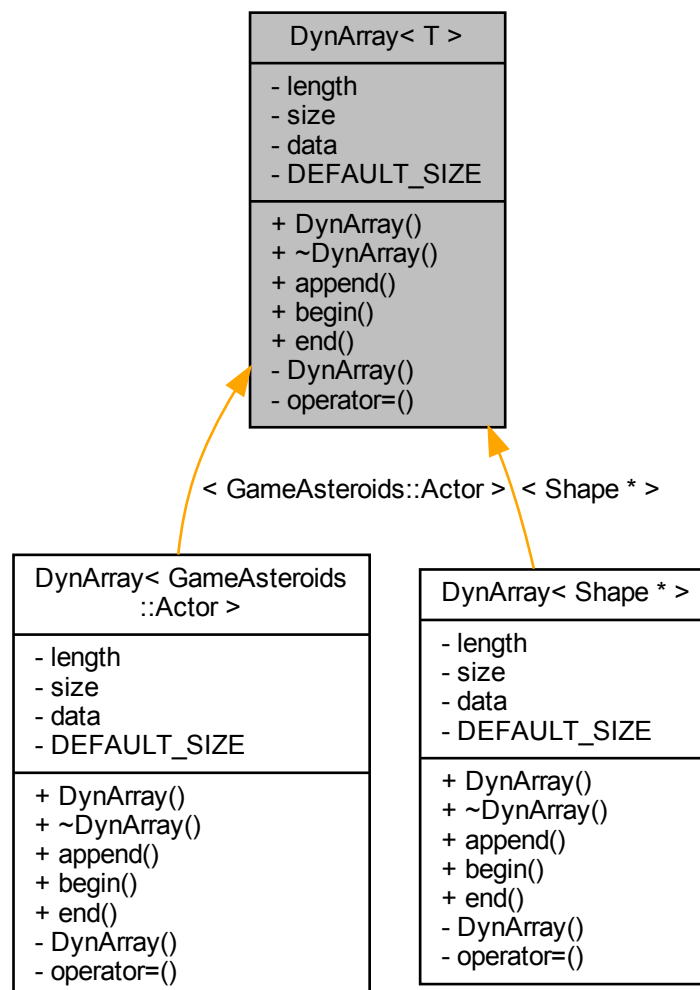 DynArray< T >
- length
- size
- data
- DEFAULT_SIZE
+ DynArray()
+ ~DynArray()
+ append()
+ begin()
+ end()
- DynArray()
- operator=()
< GameAsteroids::Actor >
< Shape * >
DynArray< GameAsteroids
::Actor >
- length
- size
- data
- DEFAULT_SIZE
+ DynArray()
+ ~DynArray()
+ append()
+ begin()
+ end()
- DynArray()
- operator=()
DynArray< Shape * >
- length
- size
- data
- DEFAULT_SIZE
+ DynArray()
+ ~DynArray()
+ append()
+ begin()
+ end()
- DynArray()
- operator=()